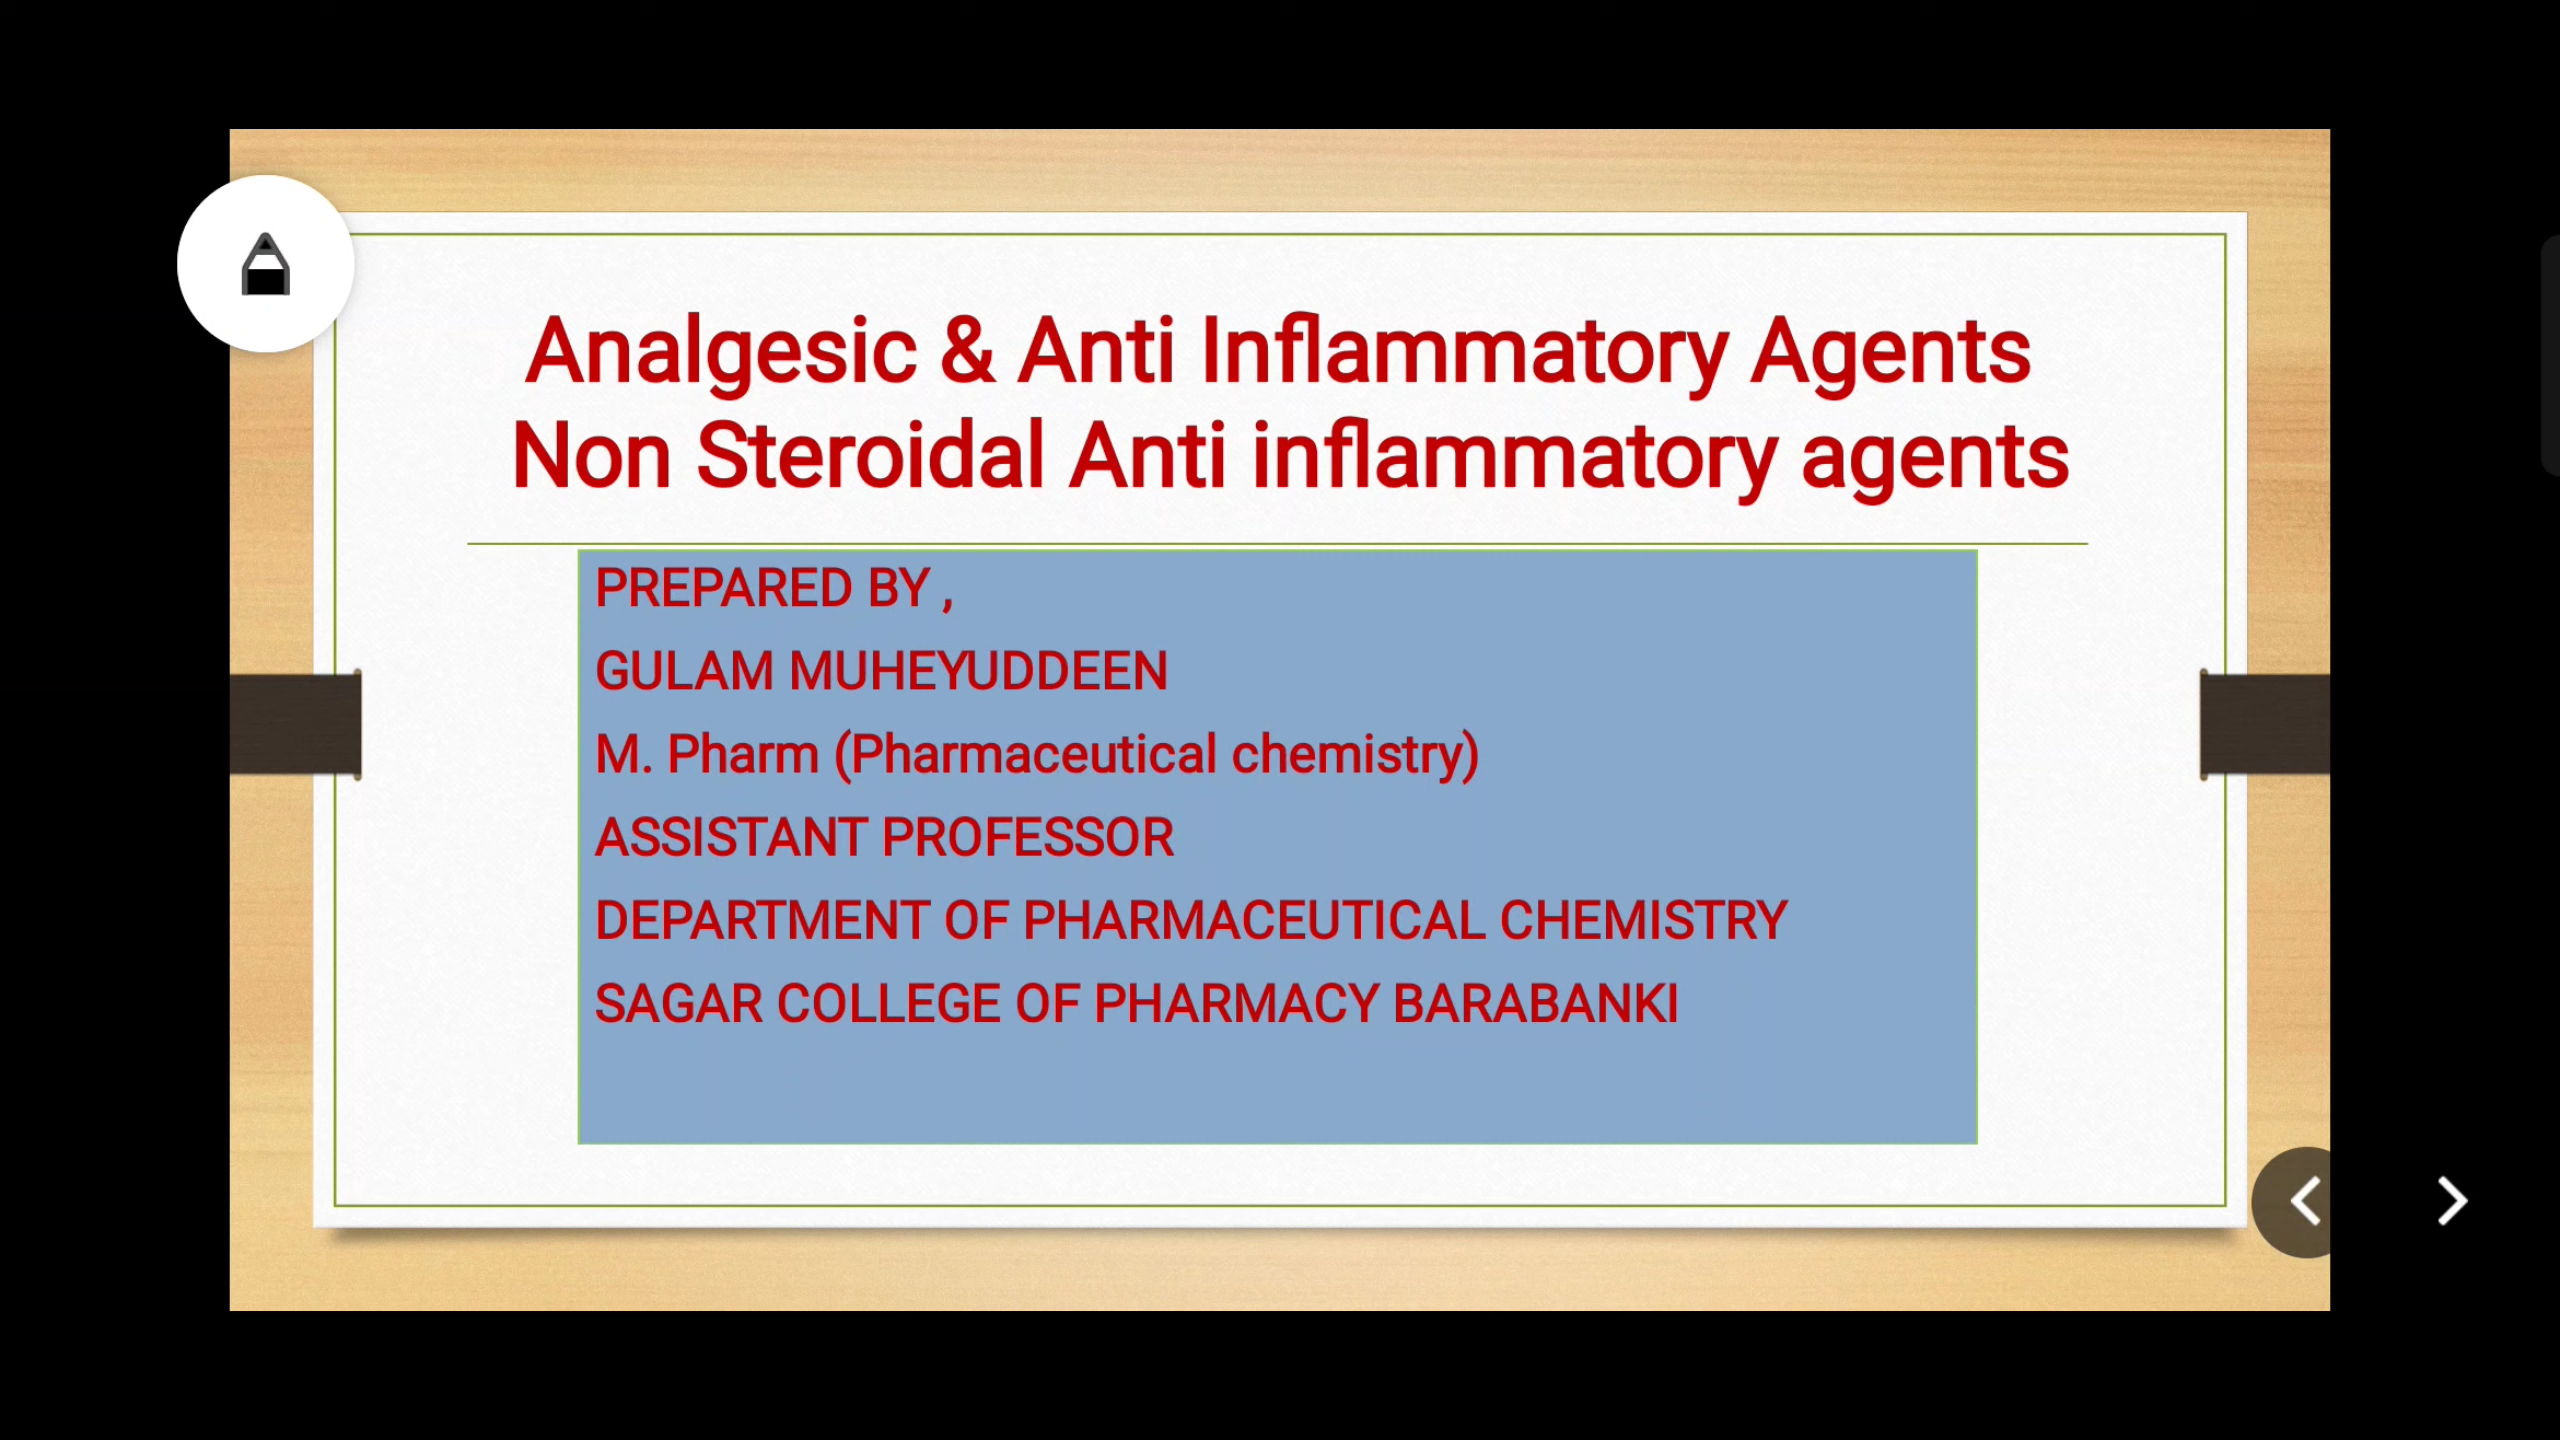 Analgesic & Anti Inflammatory Agents
Non Steroidal Anti inflammatory agents
PREPARED BY ,
GULAM MUHEYUDDEEN
M. Pharm (Pharmaceutical chemistry)
ASSISTANT PROFESSOR
DEPARTMENT OF PHARMACEUTICAL CHEMISTRY
SAGAR COLLEGE OF PHARMACY BARABANKI